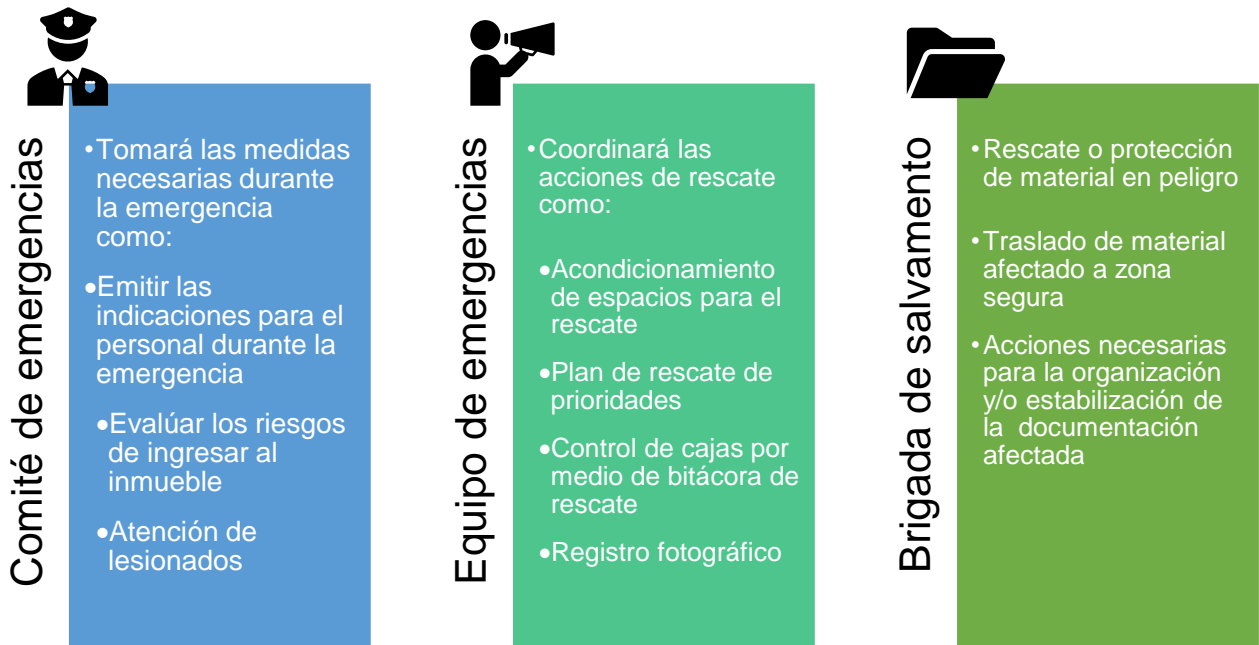 Comité de emergencias
•Tomará las medidas
necesarias durante
la emergencia
como:
•Emitir las
indicaciones para el
personal durante la
emergencia
•Evalúar los riesgos
de ingresar al
inmueble
•Atención de
lesionados
Equipo de emergencias
•Coordinará las
acciones de rescate
como:
•Acondicionamiento
de espacios para el
rescate
•Plan de rescate de
prioridades
•Control de cajas por
medio de bitácora de
rescate
•Registro fotográfico
Brigada de salvamento
•Rescate o protección
de material en peligro
•Traslado de material
afectado a zona
segura
•Acciones necesarias
para la organización
y/o estabilización de
la documentación
afectada